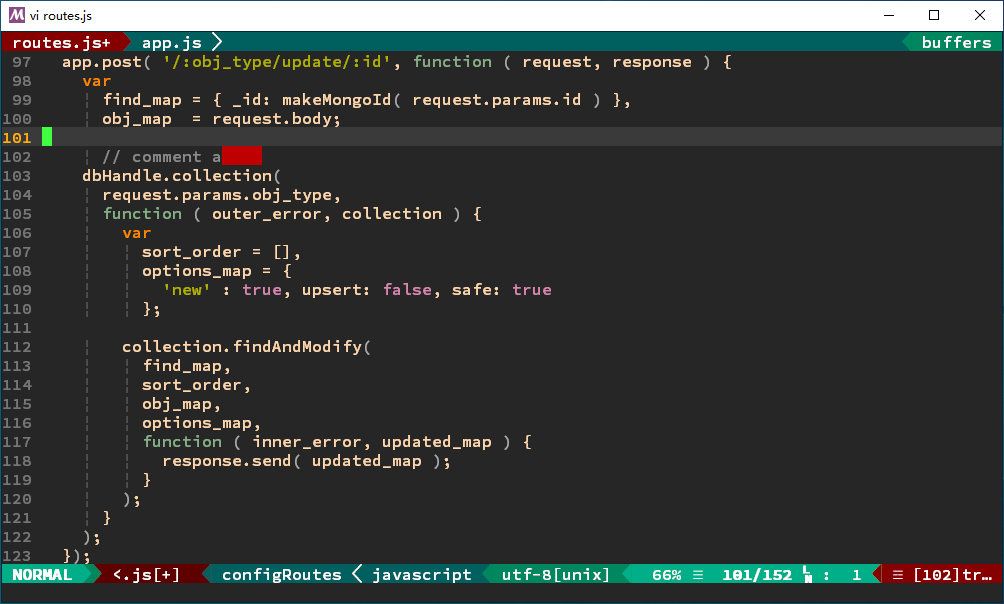 vi routes.js
routes.js+ app.js buffers
97 app.post( '/:obj_type/update/:id', function ( request, response ) {
98 var
99 find_map = { _id: makeMongoId( request.params.id ) },
100 obj_map  = request.body;
101
102 // comment a
103 dbHandle.collection(
104 request.params.obj_type,
105 function ( outer_error, collection ) {
106 var
107 sort_order = [],
108 options_map = {
109 'new' : true, upsert: false, safe: true
110 };
111
112 collection.findAndModify(
113 find_map,
114 sort_order,
115 obj_map,
116 options_map,
117 function ( inner_error, updated_map ) {
118 response.send( updated_map );
119 }
120 );
121 }
122 );
123 });
NORMAL <.js[+] configRoutes javascript utf-8[unix] 66% ≡ 101/152 LN : 1 ≡ [102]tr…